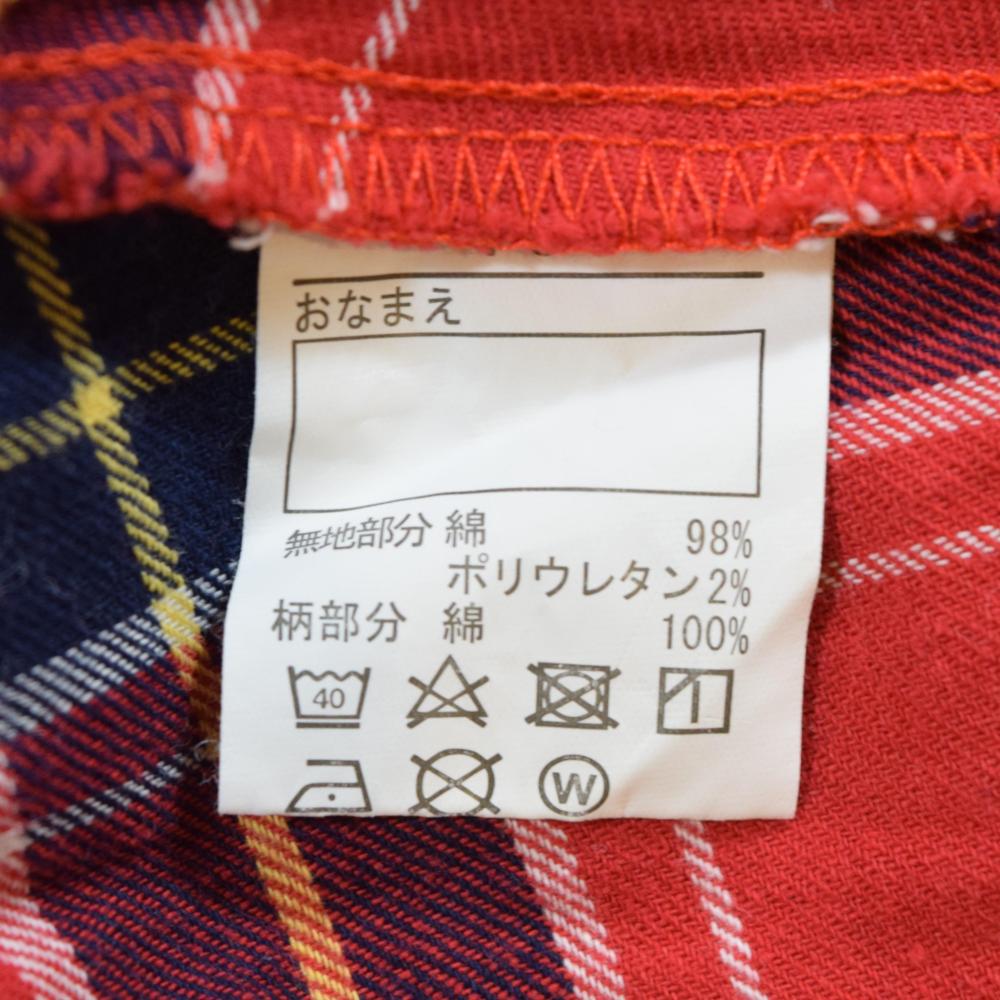 おなまえ
無地部分 綿 98%
ポリウレタン 2%
柄部分 綿 100%
40
W